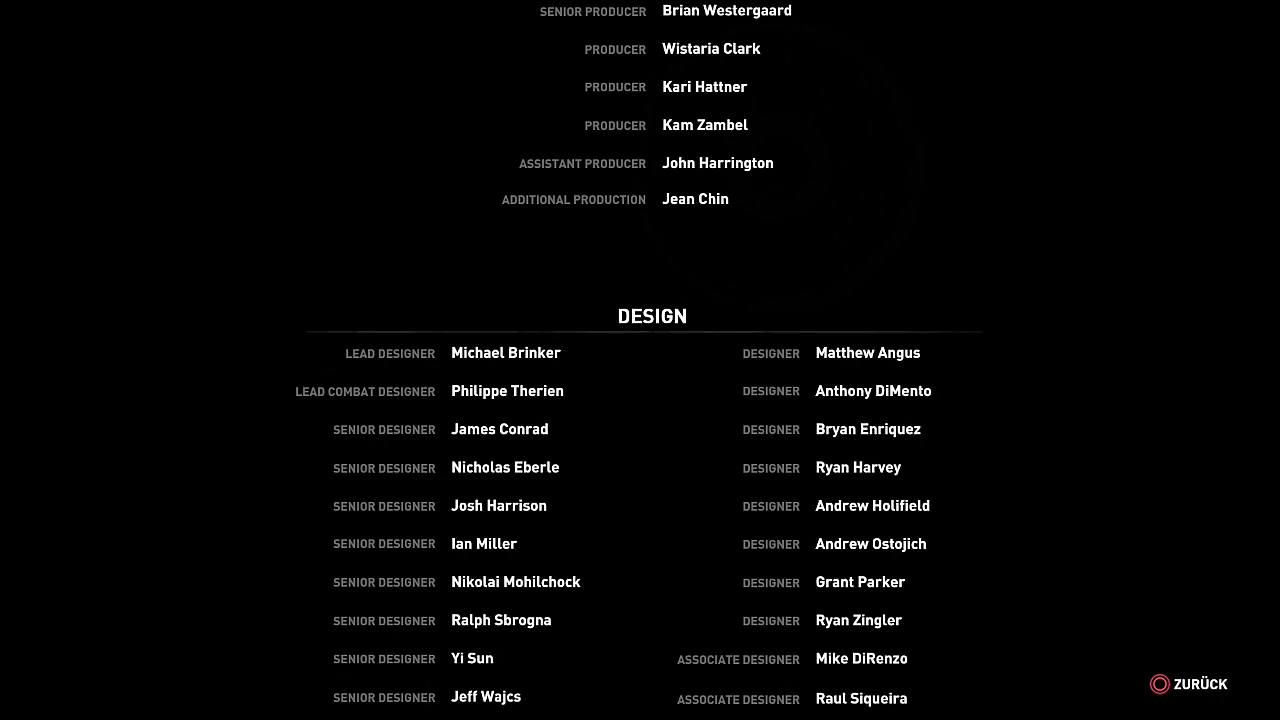 SENIOR PRODUCER Brian Westergaard
PRODUCER Wistaria Clark
PRODUCER Kari Hattner
PRODUCER Kam Zambel
ASSISTANT PRODUCER John Harrington
ADDITIONAL PRODUCTION Jean Chin
DESIGN
LEAD DESIGNER Michael Brinker DESIGNER Matthew Angus
LEAD COMBAT DESIGNER Philippe Therien DESIGNER Anthony DiMento
SENIOR DESIGNER James Conrad DESIGNER Bryan Enriquez
SENIOR DESIGNER Nicholas Eberle DESIGNER Ryan Harvey
SENIOR DESIGNER Josh Harrison DESIGNER Andrew Holifield
SENIOR DESIGNER Ian Miller DESIGNER Andrew Ostojich
SENIOR DESIGNER Nikolai Mohilchock DESIGNER Grant Parker
SENIOR DESIGNER Ralph Sbrogna DESIGNER Ryan Zingler
SENIOR DESIGNER Yi Sun ASSOCIATE DESIGNER Mike DiRenzo
SENIOR DESIGNER Jeff Wajcs ASSOCIATE DESIGNER Raul Siqueira
ZURÜCK